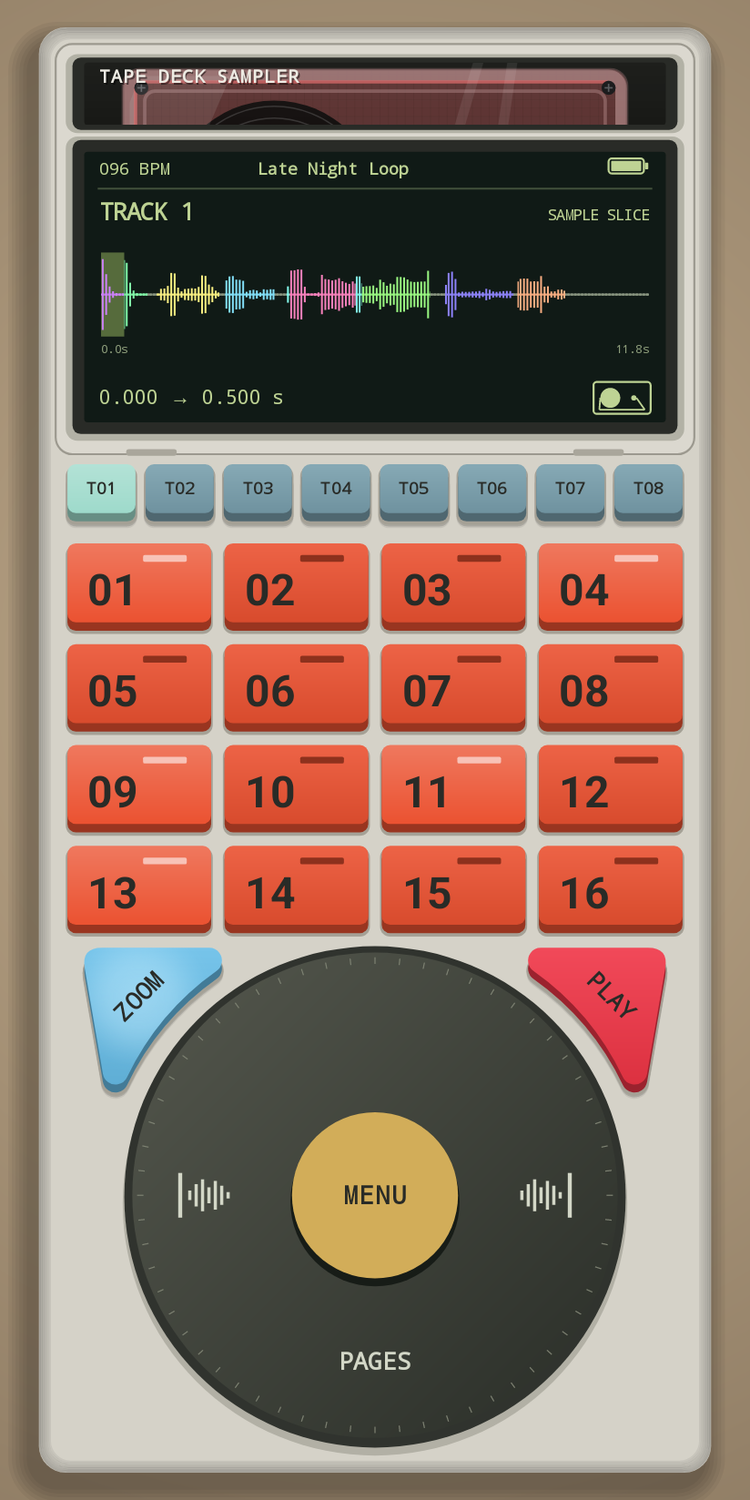 TAPE DECK SAMPLER
096 BPM Late Night Loop
TRACK 1 SAMPLE SLICE
0.0s 11.8s
0.000 → 0.500 s
T01 T02 T03 T04 T05 T06 T07 T08
01 02 03 04
05 06 07 08
09 10 11 12
13 14 15 16
ZOOM PLAY
MENU
PAGES